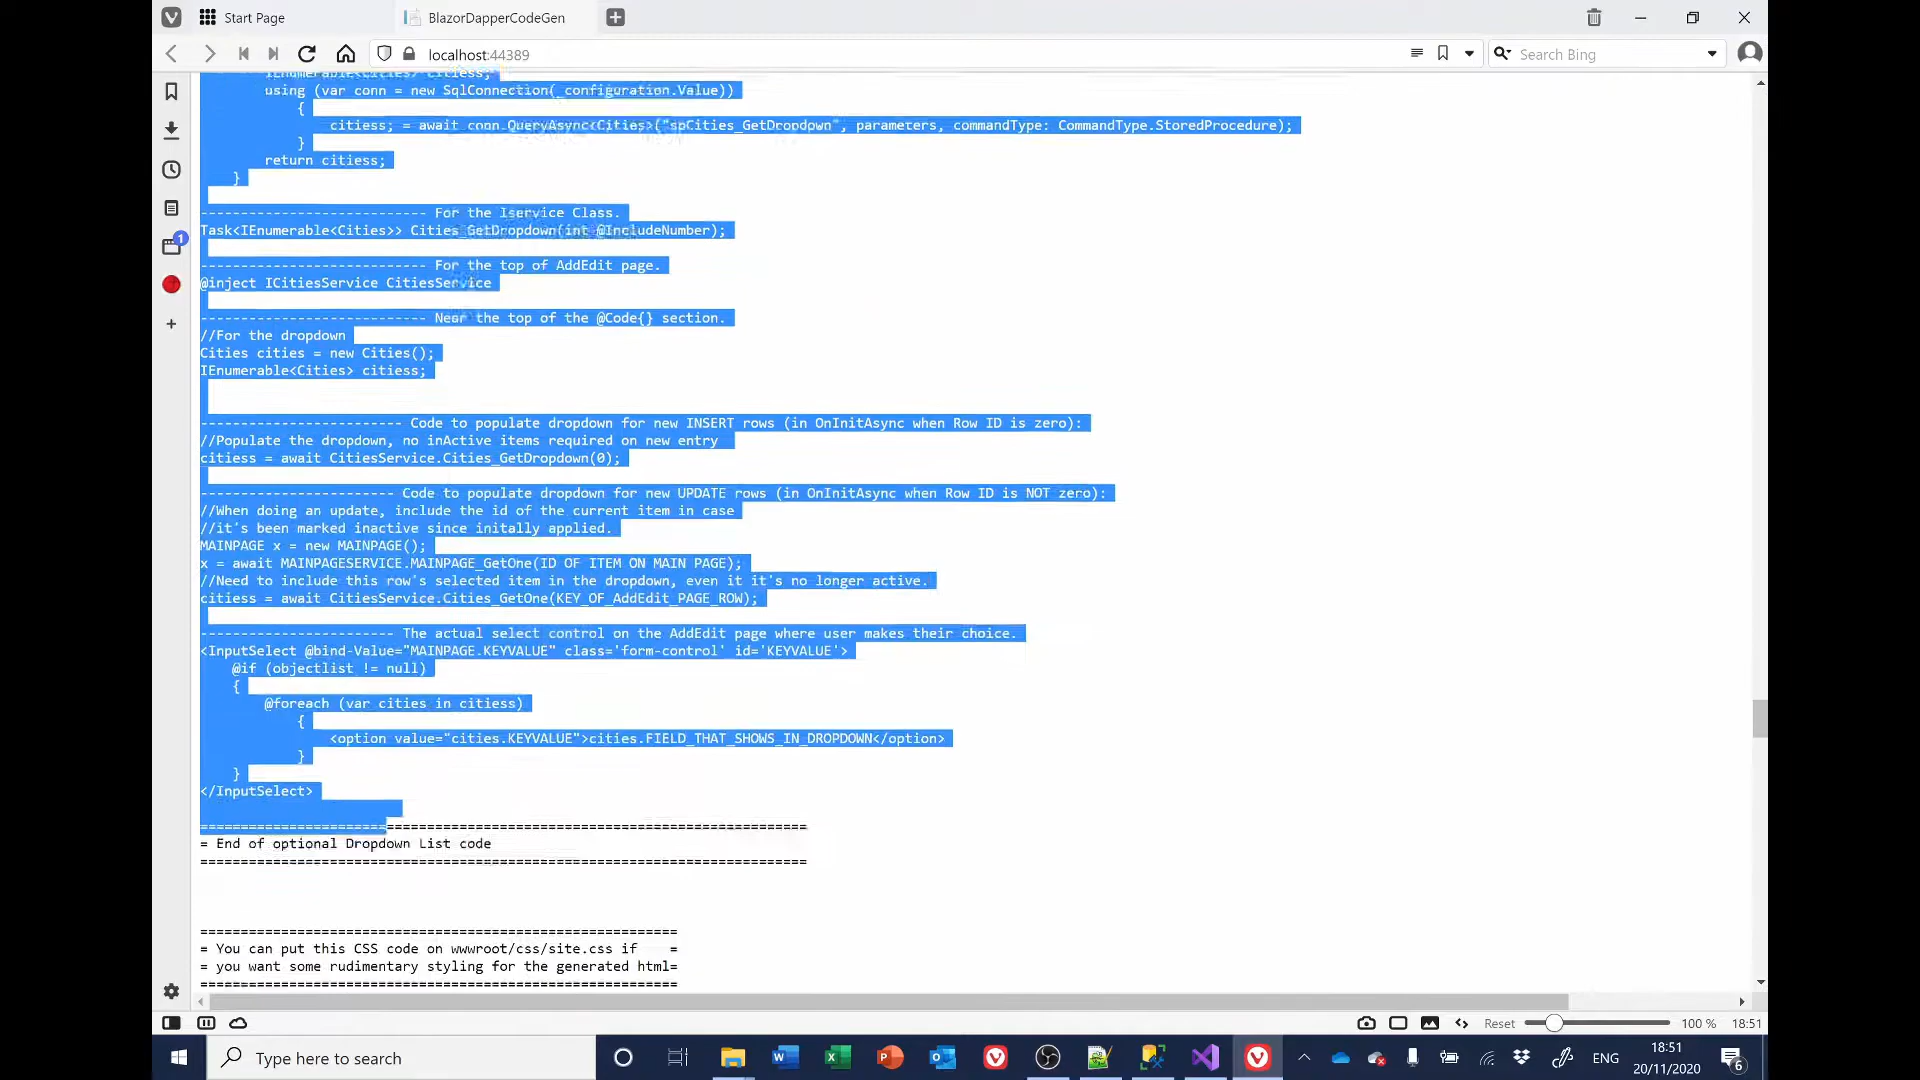 Start Page
BlazorDapperCodeGen
localhost:44389
Search Bing
IEnumerable<Cities> citiess;
using (var conn = new SqlConnection(_configuration.Value))
{
citiess; = await conn.QueryAsync<Cities>("spCities_GetDropdown", parameters, commandType: CommandType.StoredProcedure);
}
return citiess;
}
---------------------------- For the Iservice Class.
Task<IEnumerable<Cities>> Cities_GetDropdown(int @IncludeNumber);
---------------------------- For the top of AddEdit page.
@inject ICitiesService CitiesService
---------------------------- Near the top of the @Code{} section.
//For the dropdown
Cities cities = new Cities();
IEnumerable<Cities> citiess;
------------------------- Code to populate dropdown for new INSERT rows (in OnInitAsync when Row ID is zero):
//Populate the dropdown, no inActive items required on new entry
citiess = await CitiesService.Cities_GetDropdown(0);
------------------------ Code to populate dropdown for new UPDATE rows (in OnInitAsync when Row ID is NOT zero):
//When doing an update, include the id of the current item in case
//it's been marked inactive since initally applied.
MAINPAGE x = new MAINPAGE();
x = await MAINPAGESERVICE.MAINPAGE_GetOne(ID OF ITEM ON MAIN PAGE);
//Need to include this row's selected item in the dropdown, even it it's no longer active.
citiess = await CitiesService.Cities_GetOne(KEY_OF_AddEdit_PAGE_ROW);
------------------------ The actual select control on the AddEdit page where user makes their choice.
<InputSelect @bind-Value="MAINPAGE.KEYVALUE" class='form-control' id='KEYVALUE'>
@if (objectlist != null)
{
@foreach (var cities in citiess)
{
<option value="cities.KEYVALUE">cities.FIELD_THAT_SHOWS_IN_DROPDOWN</option>
}
}
</InputSelect>
===========================================================================
= End of optional Dropdown List code
===========================================================================
===========================================================
= You can put this CSS code on wwwroot/css/site.css if    =
= you want some rudimentary styling for the generated html=
===========================================================
Reset
100 %
18:51
Type here to search
ENG
18:51
20/11/2020
6
1